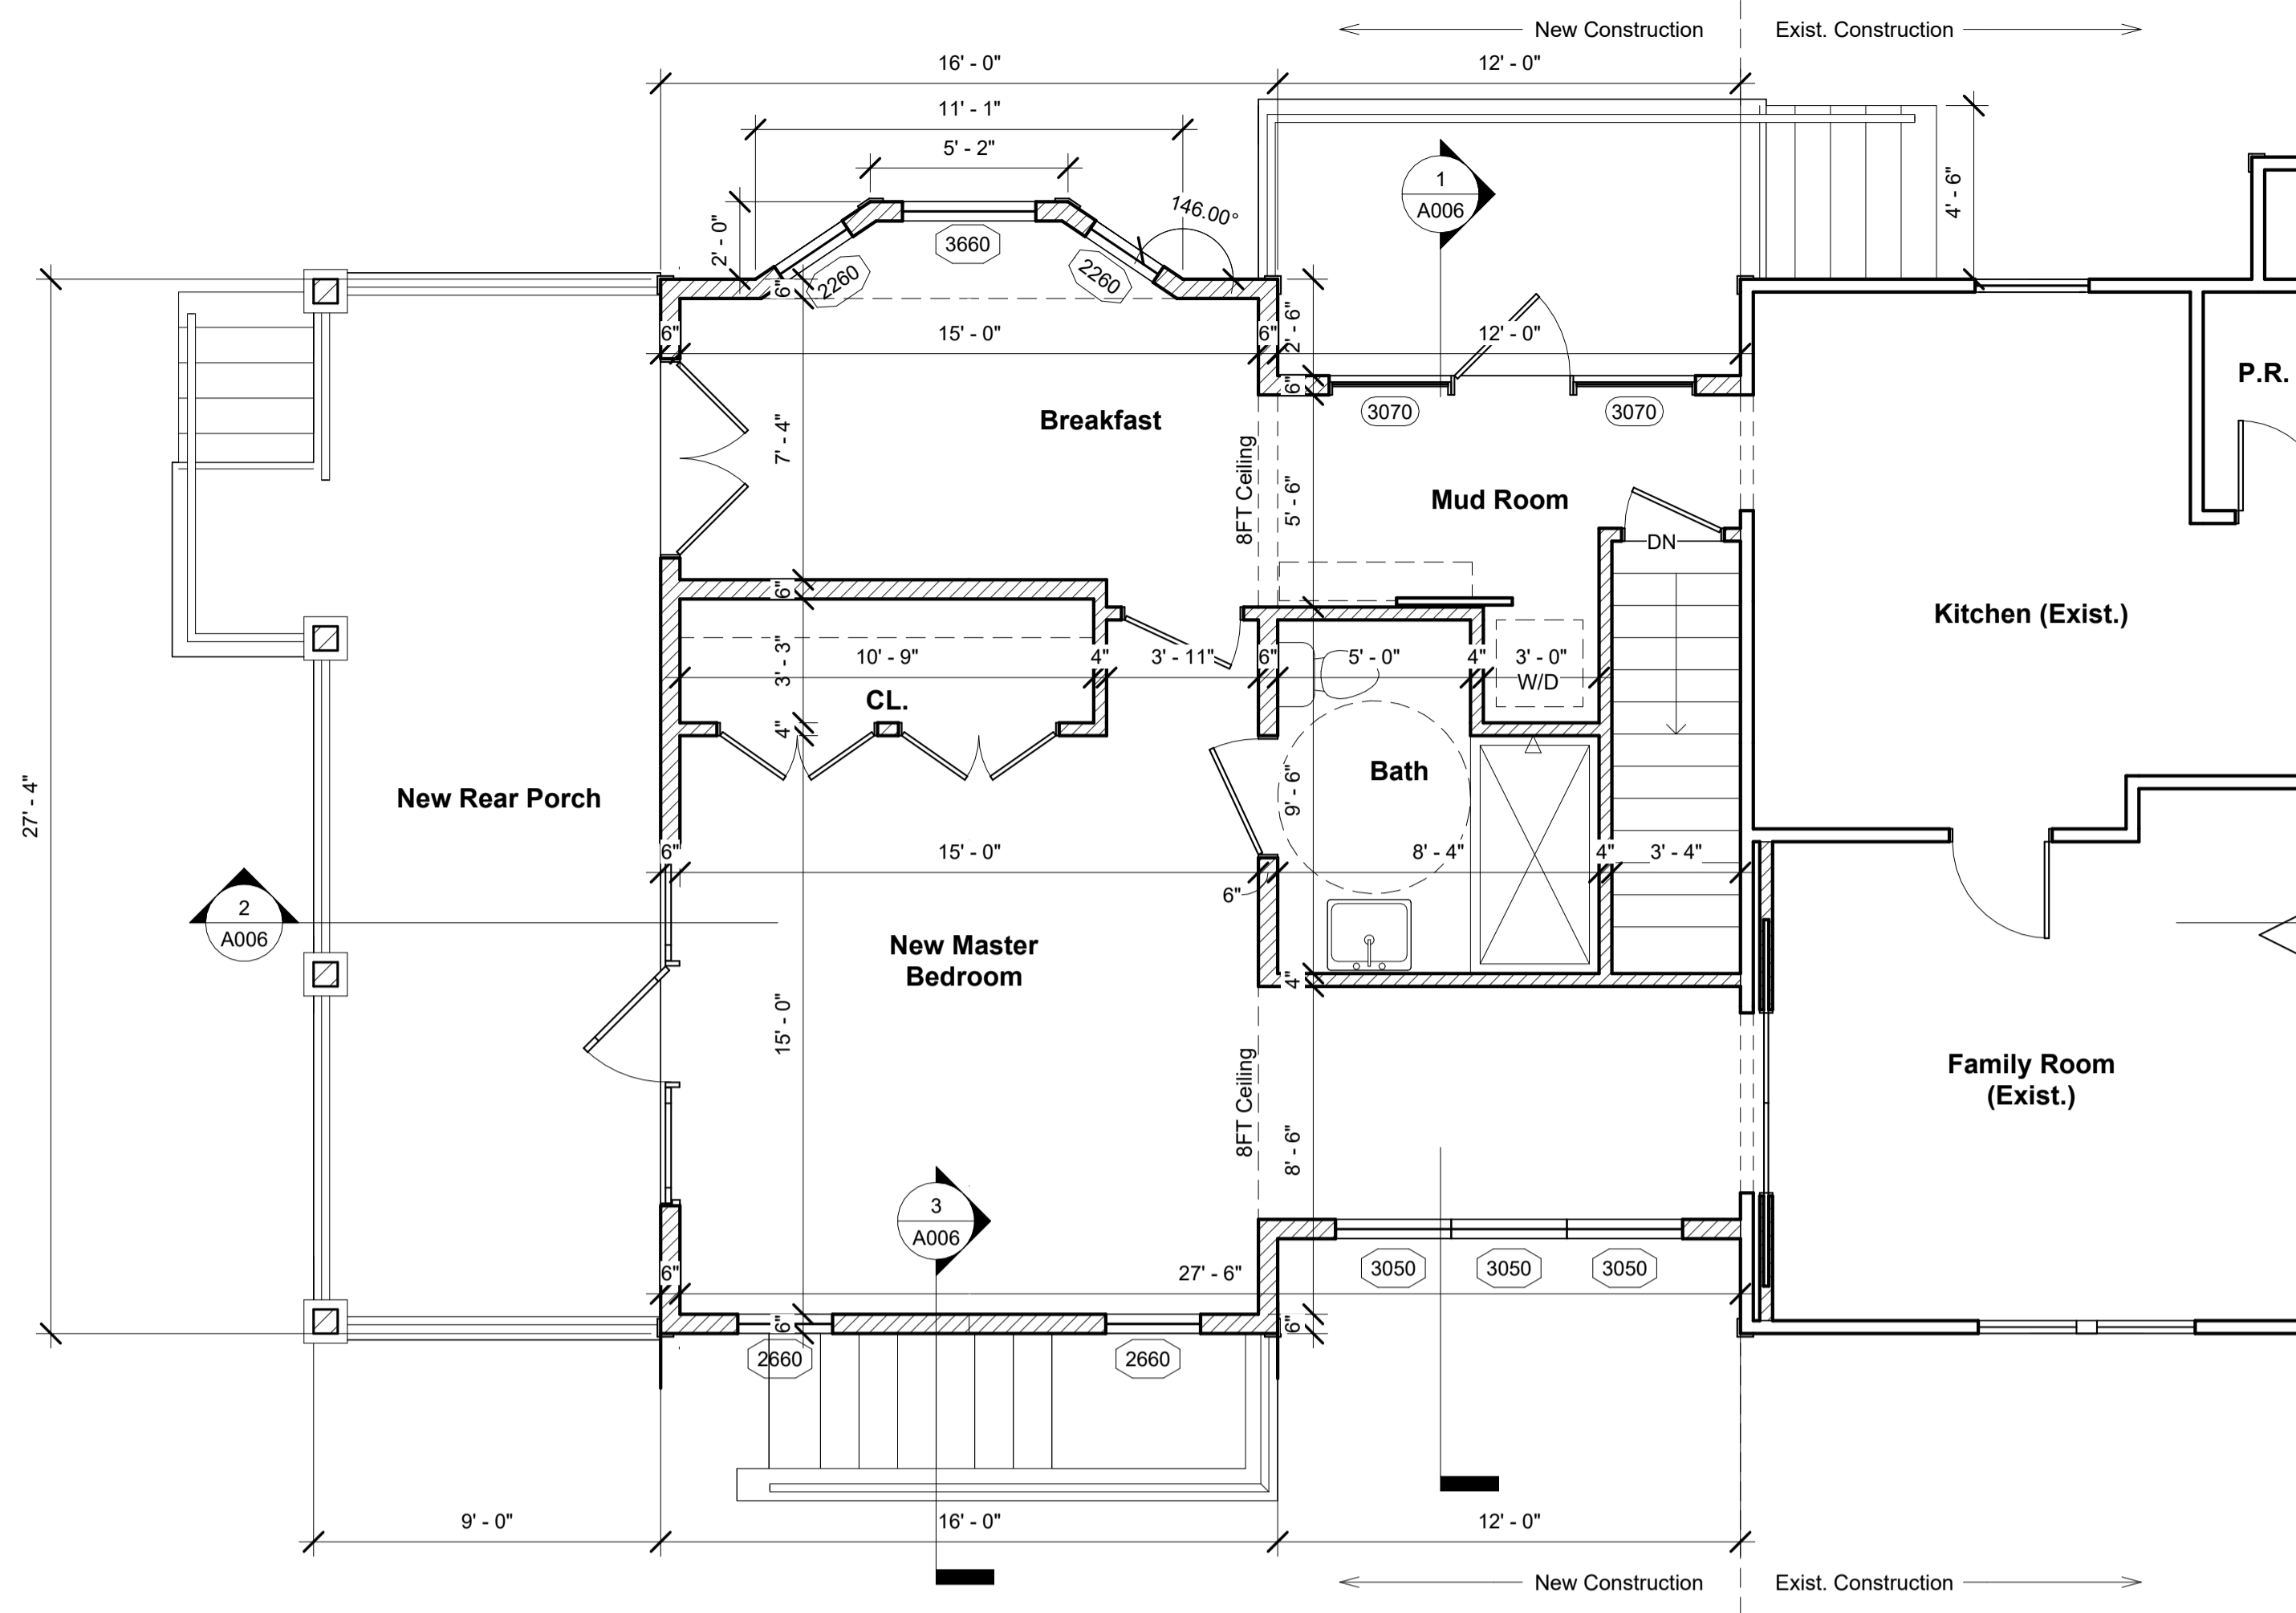 New Construction
Exist. Construction
16' - 0"
12' - 0"
11' - 1"
5' - 2"
1
A006
4' - 6"
146.00°
2' - 0"
3660
2260
2260
6"
6"
15' - 0"
6"
2' - 6"
12' - 0"
6"
P.R.
3070
3070
Breakfast
7' - 4"
8FT Ceiling
5' - 6"
Mud Room
DN
6"
Kitchen (Exist.)
10' - 9"
3' - 3"
4"
3' - 11"
6"
5' - 0"
4"
3' - 0"
W/D
CL.
4"
Bath
9' - 6"
27' - 4"
New Rear Porch
6"
15' - 0"
8' - 4"
4"
3' - 4"
6"
2
A006
New Master
Bedroom
4"
15' - 0"
8FT Ceiling
8' - 6"
Family Room
(Exist.)
3
A006
6"
27' - 6"
3050
3050
3050
6"
6"
2660
2660
9' - 0"
16' - 0"
12' - 0"
New Construction
Exist. Construction